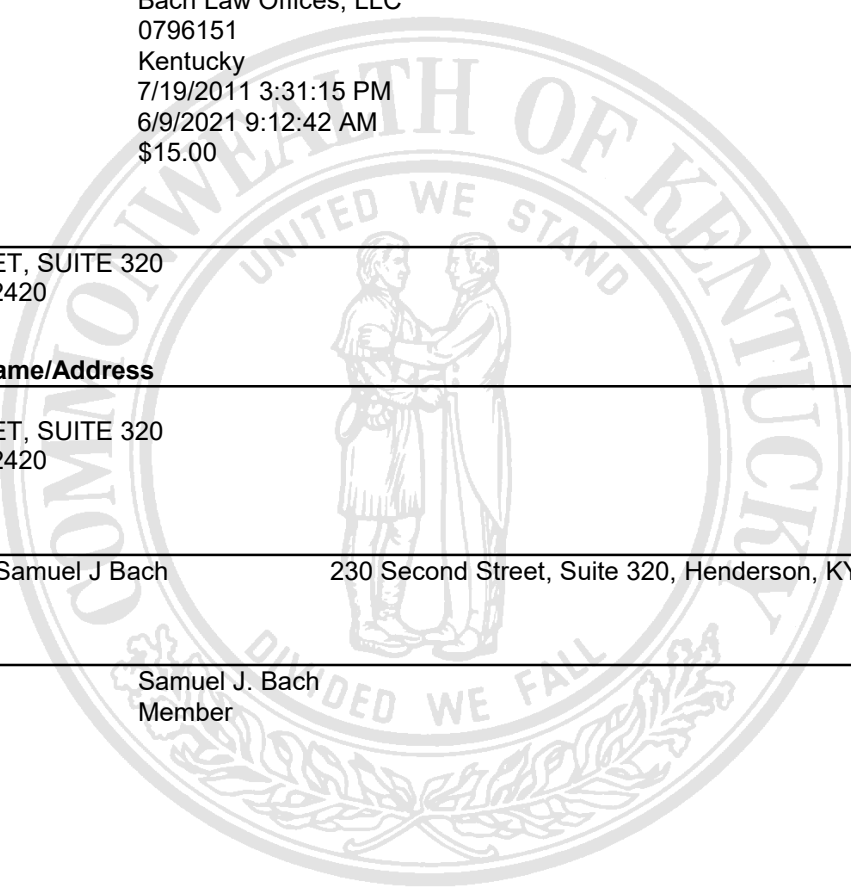 Bach Law Offices, LLC
0796151
Kentucky
7/19/2011 3:31:15 PM
6/9/2021 9:12:42 AM
$15.00
COMMONWEALTH OF KENTUCKY
UNITED WE STAND
ET, SUITE 320
2420
ame/Address
ET, SUITE 320
2420
Samuel J Bach 230 Second Street, Suite 320, Henderson, KY
DIVIDED WE FALL
Samuel J. Bach
Member